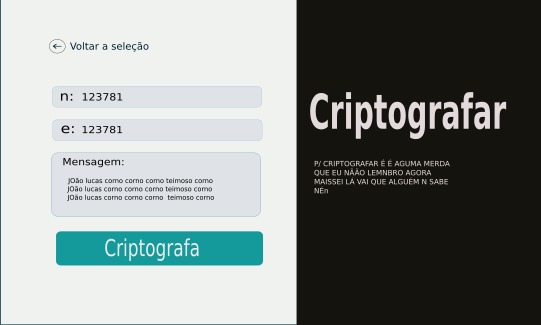 Voltar a seleção
n: 123781
e: 123781
Mensagem:
JOão lucas corno corno corno teimoso corno
JOão lucas corno corno corno teimoso corno
JOão lucas corno corno corno  teimoso corno
Criptografa
Criptografar
P/ CRIPTOGRAFAR É É AGUMA MERDA
QUE EU NÃÃO LEMNBRO AGORA
MAISSEI LÁ VAI QUE ALGUÉM N SABE
NÉn